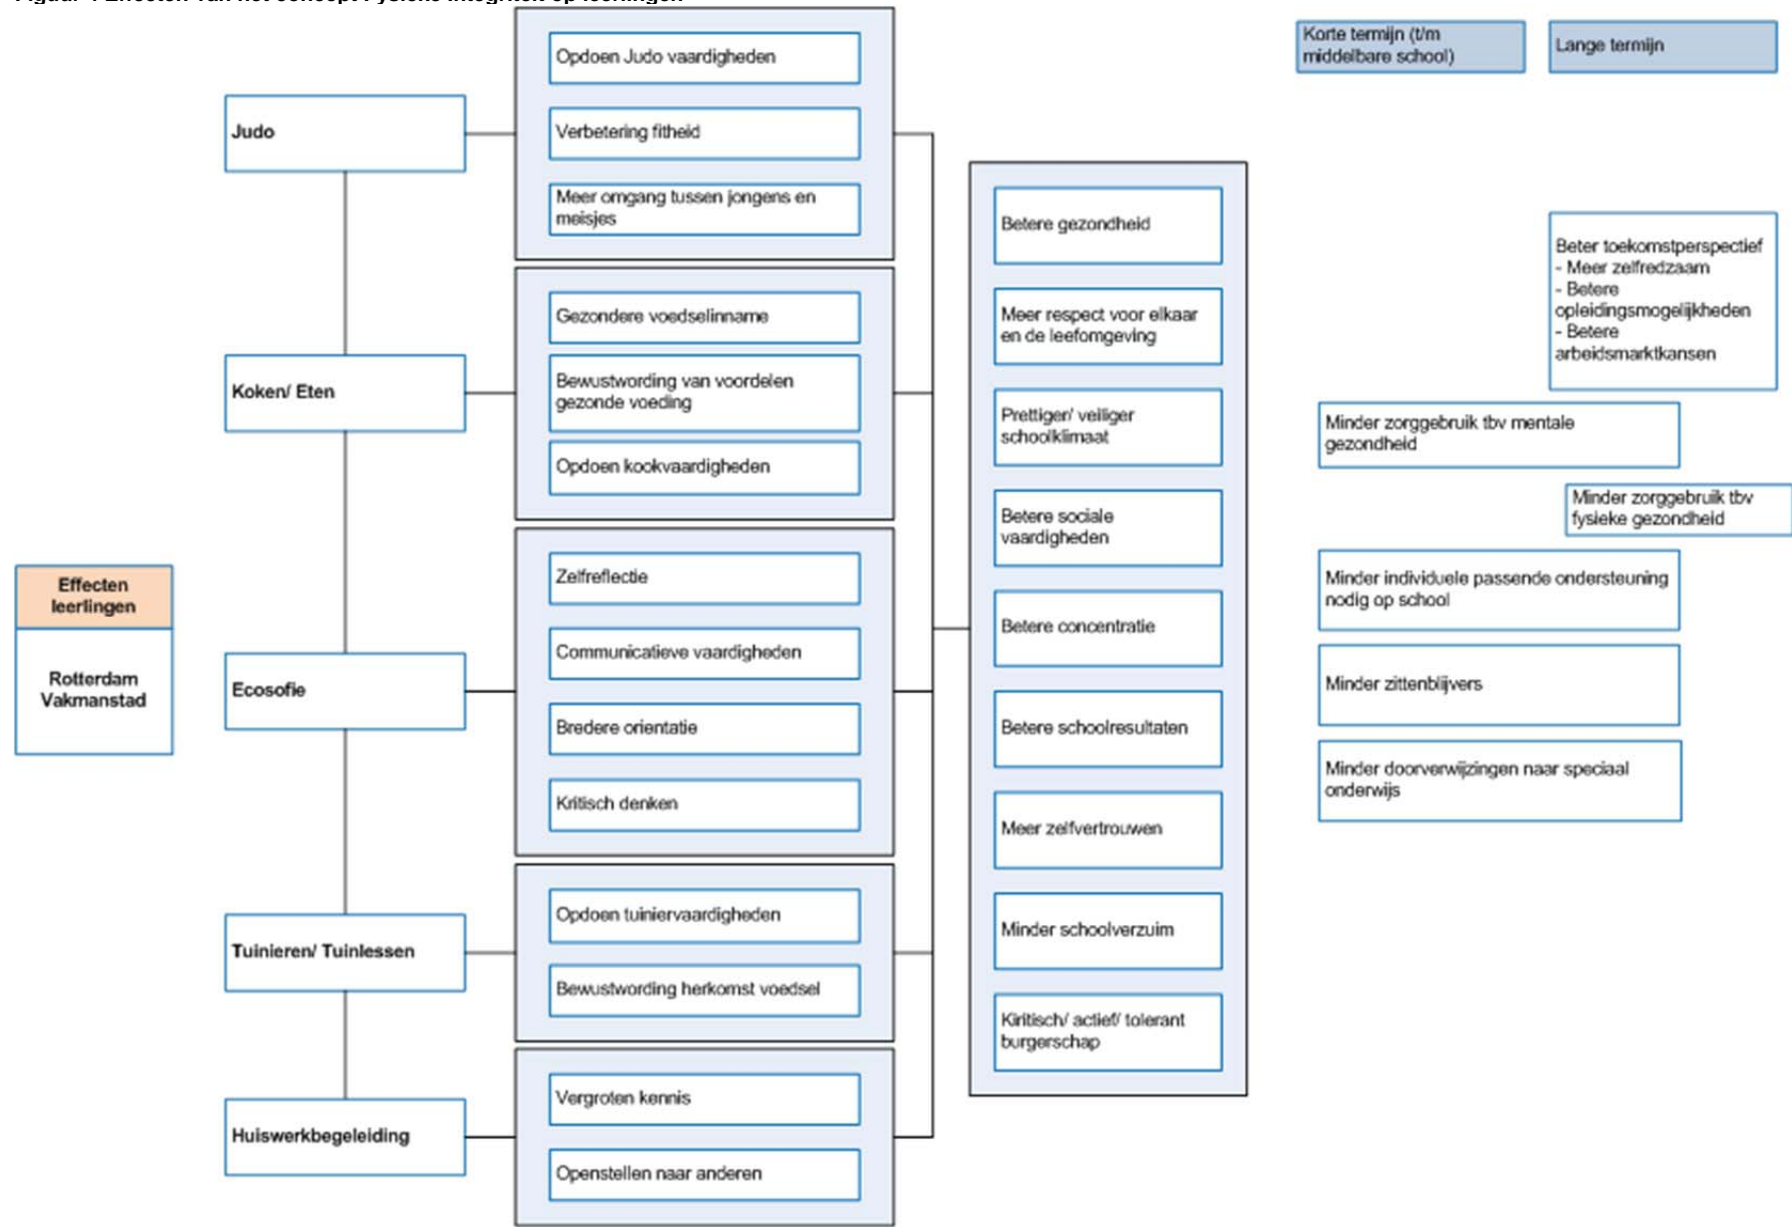 Korte termijn (t/m
middelbare school)
Lange termijn
Opdoen Judo vaardigheden
Judo
Verbetering fitheid
Meer omgang tussen jongens en
meisjes
Gezondere voedselinname
Koken/ Eten
Bewustwording van voordelen
gezonde voeding
Opdoen kookvaardigheden
Effecten
leerlingen
Rotterdam
Vakmanstad
Zelfreflectie
Communicatieve vaardigheden
Ecosofie
Bredere orientatie
Kritisch denken
Opdoen tuiniervaardigheden
Tuinieren/ Tuinlessen
Bewustwording herkomst voedsel
Vergroten kennis
Huiswerkbegeleiding
Openstellen naar anderen
Betere gezondheid
Meer respect voor elkaar
en de leefomgeving
Prettiger/ veiliger
schoolklimaat
Betere sociale
vaardigheden
Betere concentratie
Betere schoolresultaten
Meer zelfvertrouwen
Minder schoolverzuim
Kiritisch/ actief/ tolerant
burgerschap
Beter toekomstperspectief
- Meer zelfredzaam
- Betere
opleidingsmogelijkheden
- Betere
arbeidsmarktkansen
Minder zorggebruik tbv mentale
gezondheid
Minder zorggebruik tbv
fysieke gezondheid
Minder individuele passende ondersteuning
nodig op school
Minder zittenblijvers
Minder doorverwijzingen naar speciaal
onderwijs